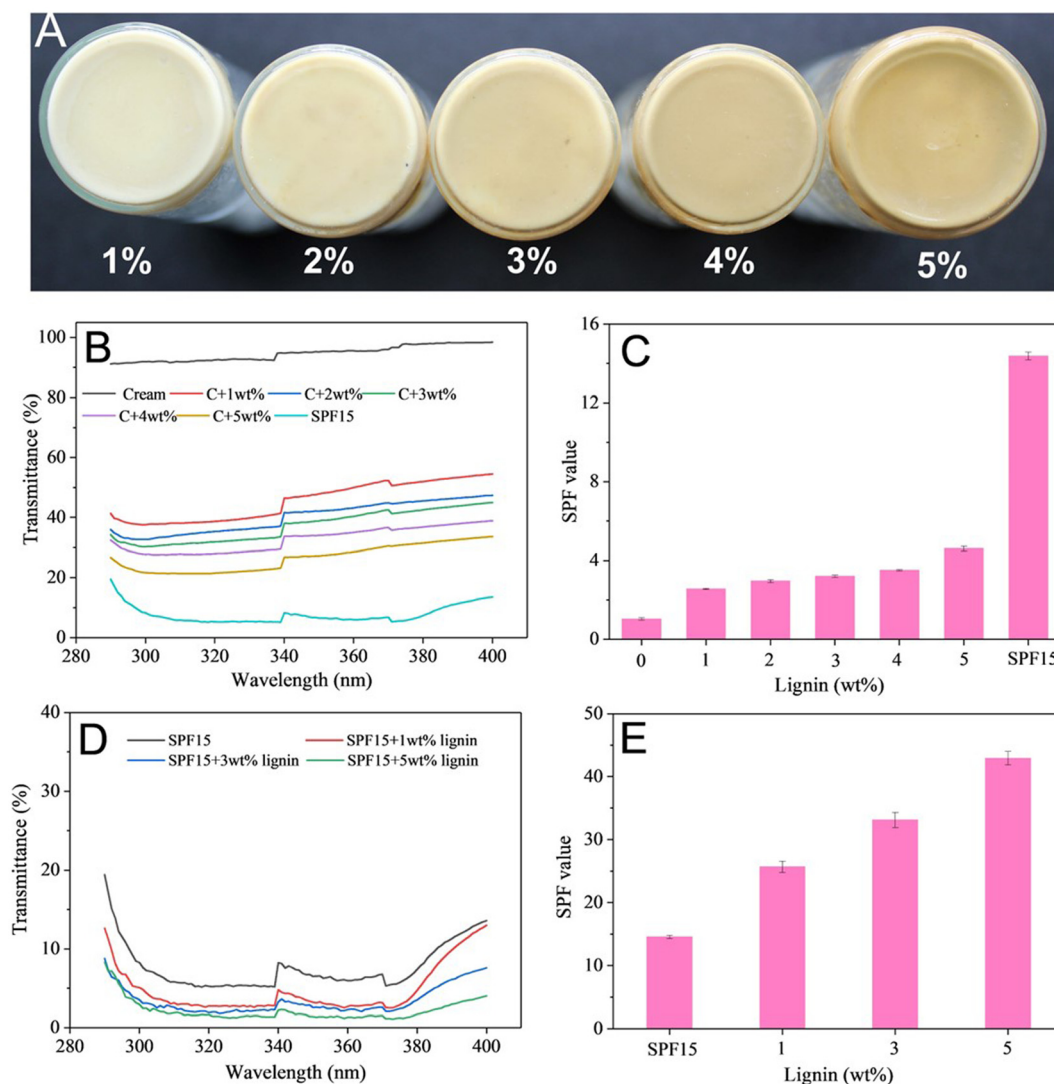 A
1% 2% 3% 4% 5%
B
100
80
60
40
20
0
Transmittance (%)
Cream C+1wt% C+2wt% C+3wt%
C+4wt% C+5wt% SPF15
280 300 320 340 360 380 400
Wavelength (nm)
C
16
12
8
4
0
SPF value
0 1 2 3 4 5 SPF15
Lignin (wt%)
D
40
30
20
10
0
Transmittance (%)
SPF15 SPF15+1wt% lignin
SPF15+3wt% lignin SPF15+5wt% lignin
280 300 320 340 360 380 400
Wavelength (nm)
E
50
40
30
20
10
0
SPF value
SPF15 1 3 5
Lignin (wt%)